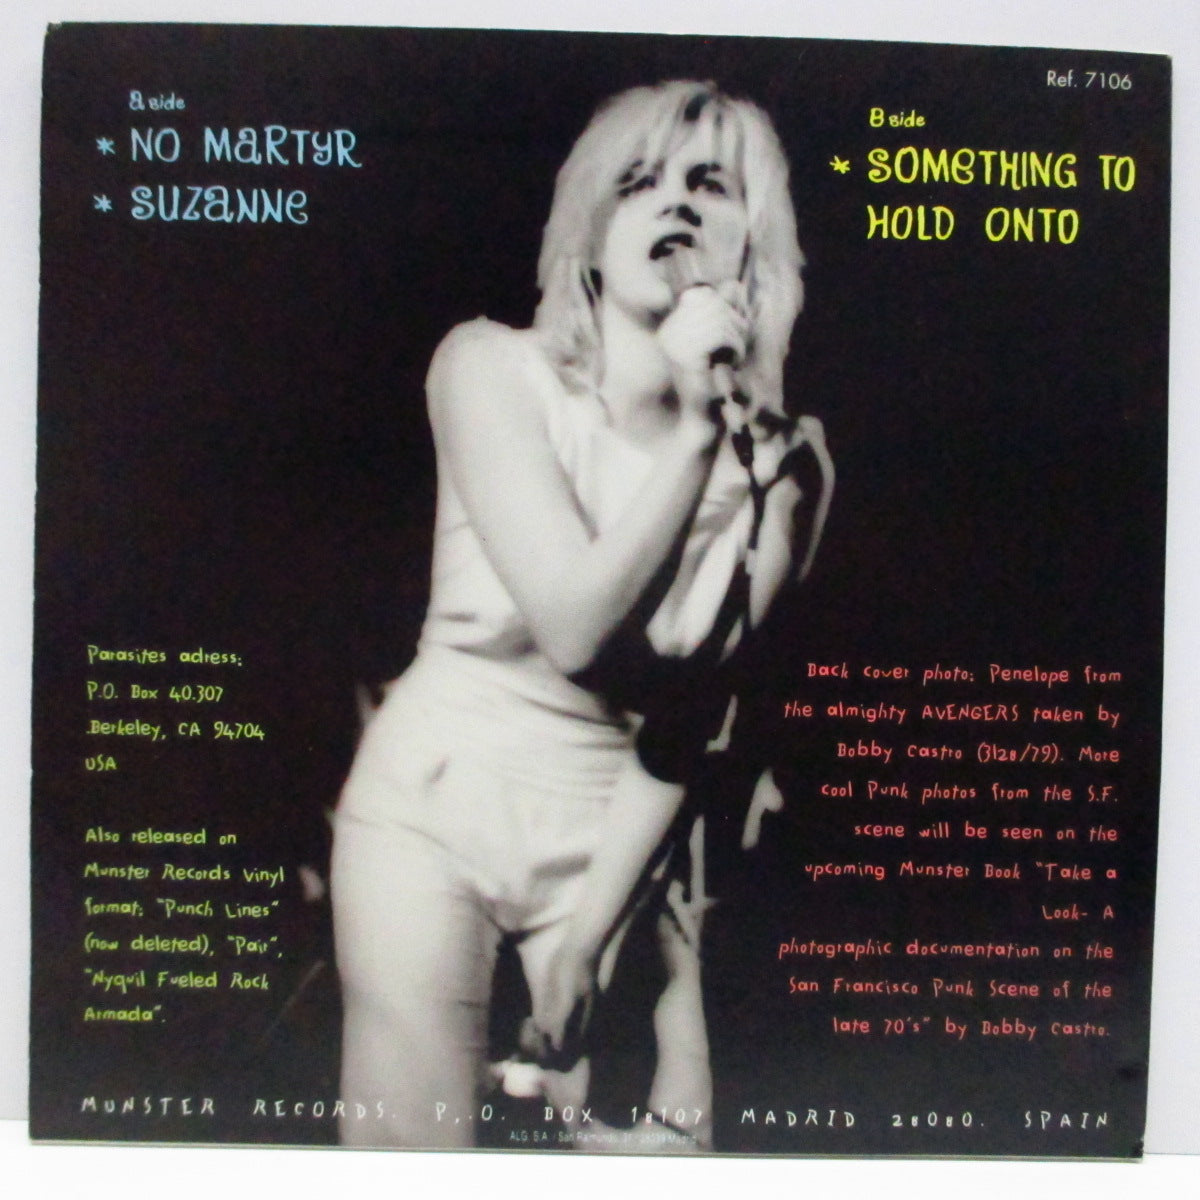 Ref. 7106
a side
* NO MARTYR
* SUZANNE
B side
* SOMETHING TO
HOLD ONTO
Parasites adress:
P.O. Box 40.307
Berkeley, CA 94704
USA
Also released on
Munster Records Vinyl
format: "Punch Lines"
(now deleted), "Pair",
"Nyquil Fueled Rock
Armada".
Back cover photo: Penelope from
the almighty AVENGERS taken by
Bobby Castro (3/28/79). More
cool Punk photos from the S.F.
scene will be seen on the
upcoming Munster Book "Take a
Look- A
photographic documentation on the
San Francisco Punk Scene of the
late 70's" by Bobby Castro.
MUNSTER RECORDS. P.O. BOX 18107 MADRID 28080. SPAIN
ALG S.A. / San Raimundo,